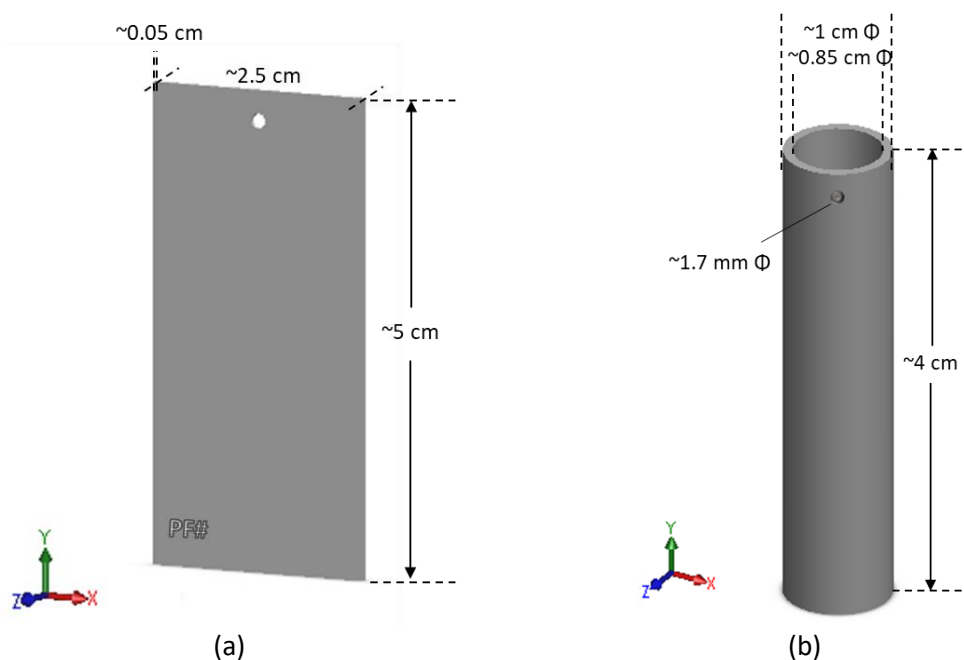 ~0.05 cm
~2.5 cm
~5 cm
PF#
Y
Z
X
(a)
~1 cm Φ
~0.85 cm Φ
~1.7 mm Φ
~4 cm
Y
Z
X
(b)